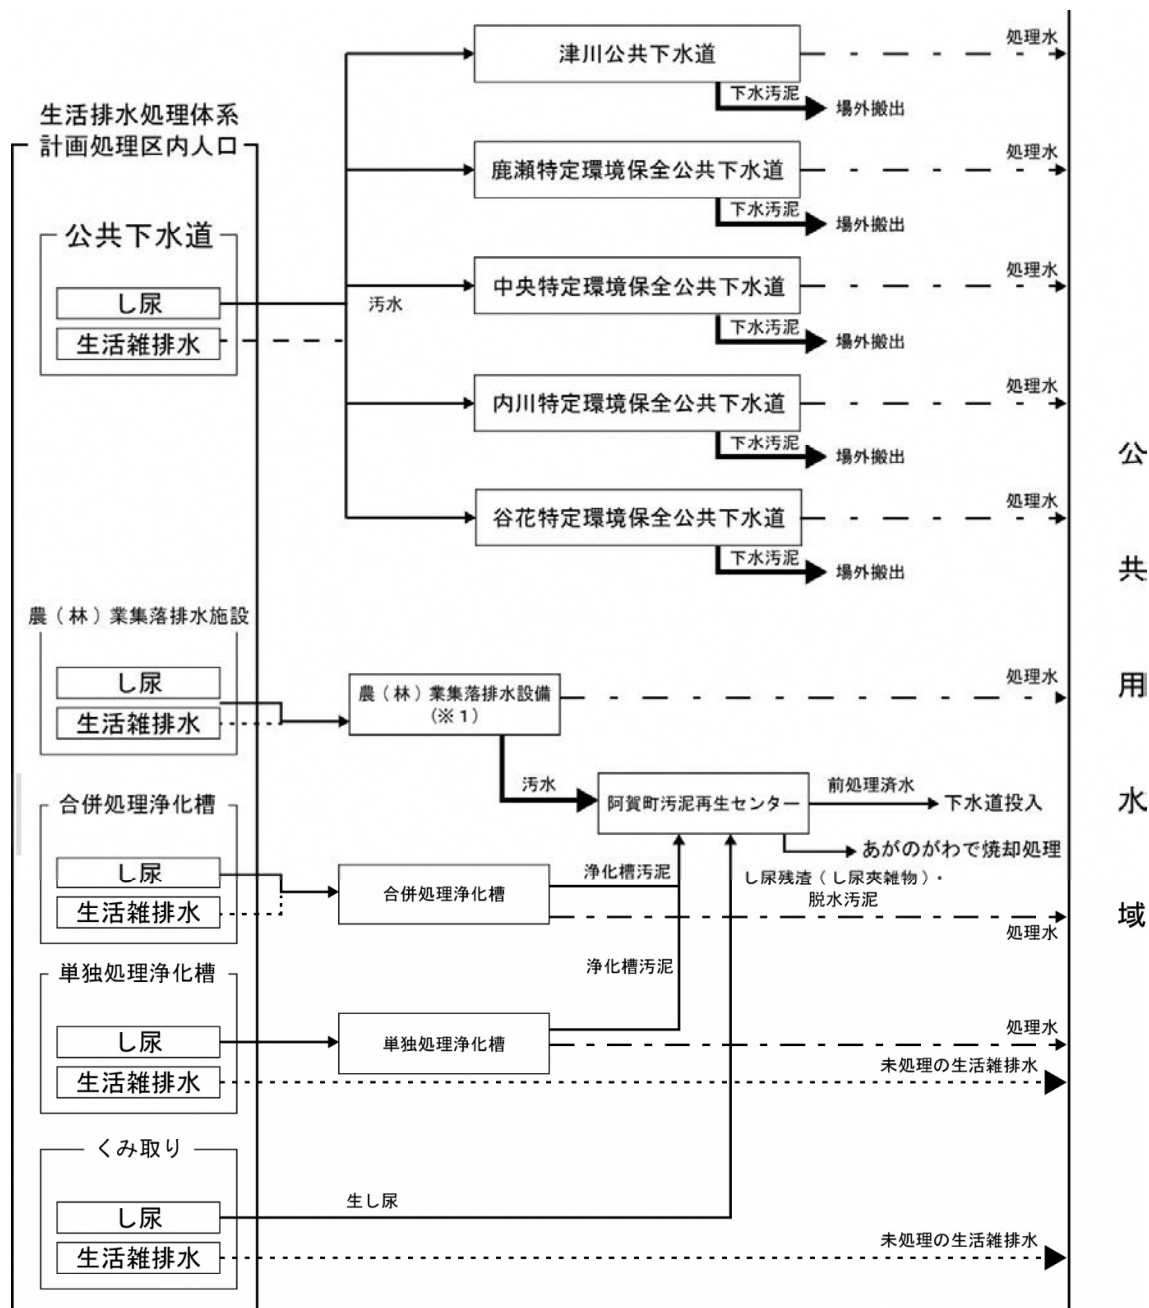 生活排水処理体系
計画処理区内人口
公共下水道
し尿
生活雑排水
汚水
津川公共下水道
処理水
下水汚泥
場外搬出
鹿瀬特定環境保全公共下水道
処理水
下水汚泥
場外搬出
中央特定環境保全公共下水道
処理水
下水汚泥
場外搬出
内川特定環境保全公共下水道
処理水
下水汚泥
場外搬出
谷花特定環境保全公共下水道
処理水
下水汚泥
場外搬出
農（林）業集落排水施設
し尿
生活雑排水
農（林）業集落排水設備
（※１）
処理水
汚水
阿賀町汚泥再生センター
前処理済水
下水道投入
あがのがわで焼却処理
し尿残渣（し尿夾雑物）・
脱水汚泥
合併処理浄化槽
し尿
生活雑排水
合併処理浄化槽
浄化槽汚泥
処理水
単独処理浄化槽
し尿
生活雑排水
単独処理浄化槽
浄化槽汚泥
処理水
未処理の生活雑排水
くみ取り
し尿
生活雑排水
生し尿
未処理の生活雑排水
公共用水域